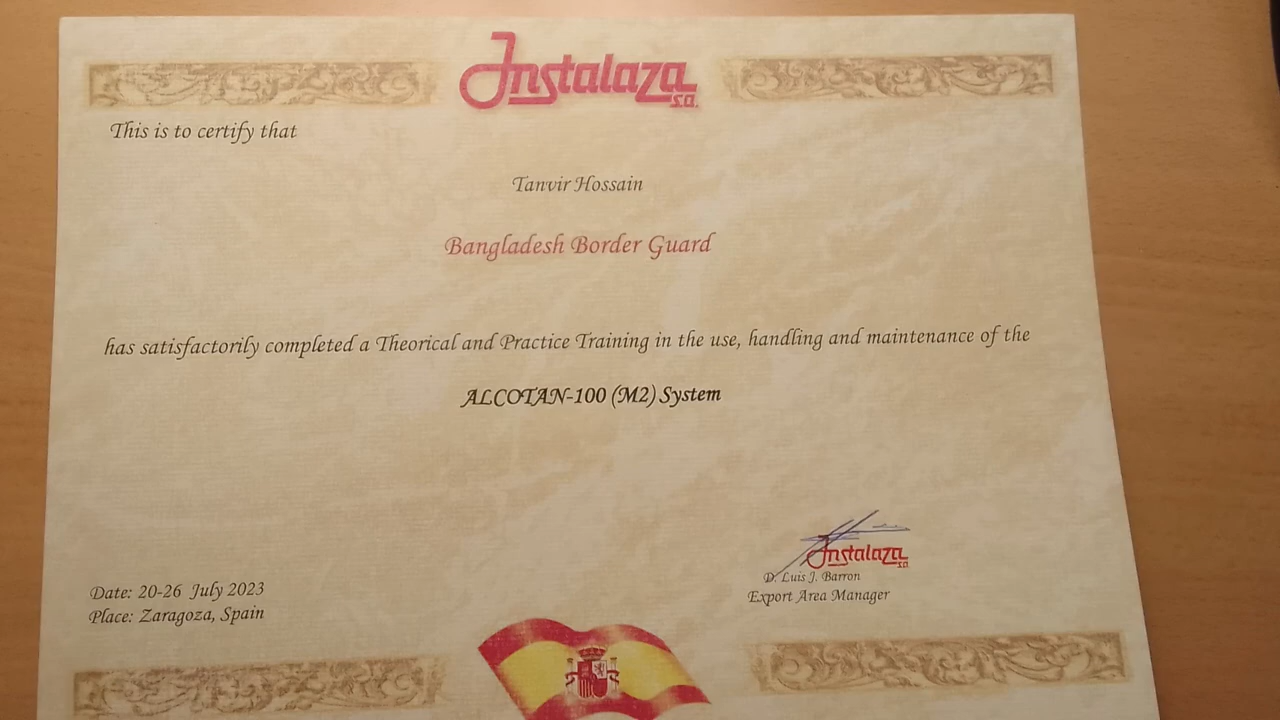 Instalaza s.a.
This is to certify that
Tanvir Hossain
Bangladesh Border Guard
has satisfactorily completed a Theorical and Practice Training in the use, handling and maintenance of the
ALCOTAN-100 (M2) System
Instalaza s.a.
D. Luis J. Barron
Export Area Manager
Date: 20-26 July 2023
Place: Zaragoza, Spain